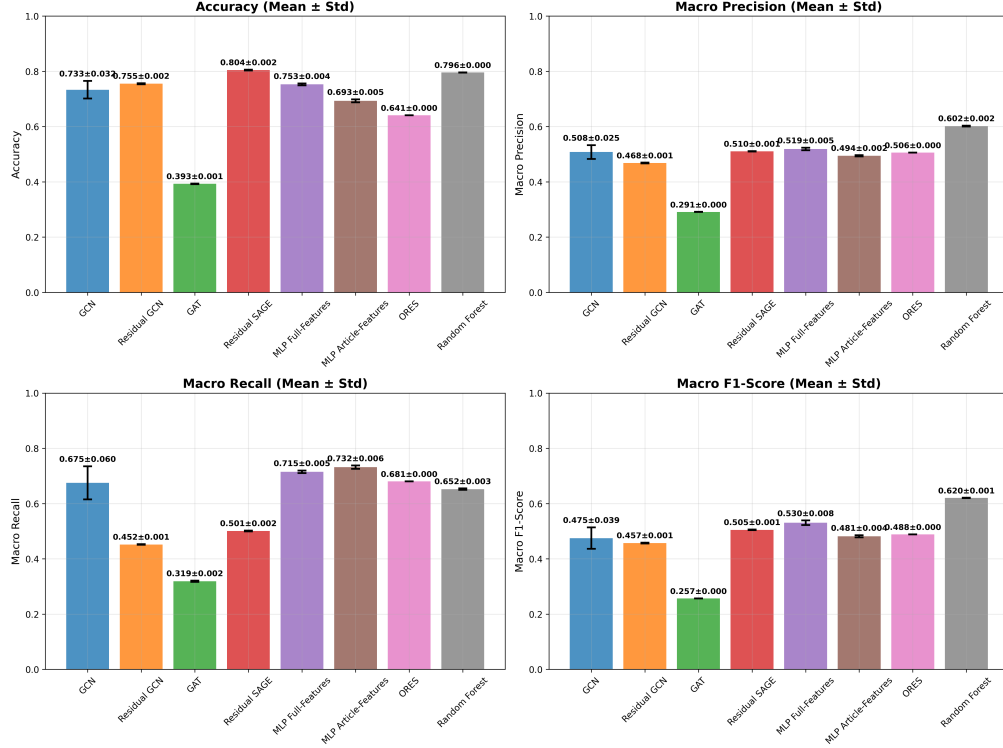 Accuracy (Mean ± Std)
Accuracy
1.0
0.8
0.6
0.4
0.2
0.0
0.733±0.032
0.755±0.002
0.393±0.001
0.804±0.002
0.753±0.004
0.693±0.005
0.641±0.000
0.796±0.000
GCN
Residual GCN
GAT
Residual SAGE
MLP Full-Features
MLP Article-Features
ORES
Random Forest
Macro Precision (Mean ± Std)
Macro Precision
1.0
0.8
0.6
0.4
0.2
0.0
0.508±0.025
0.468±0.001
0.291±0.000
0.510±0.001
0.519±0.005
0.494±0.002
0.506±0.000
0.602±0.002
GCN
Residual GCN
GAT
Residual SAGE
MLP Full-Features
MLP Article-Features
ORES
Random Forest
Macro Recall (Mean ± Std)
Macro Recall
1.0
0.8
0.6
0.4
0.2
0.0
0.675±0.060
0.452±0.001
0.319±0.002
0.501±0.002
0.715±0.005
0.732±0.006
0.681±0.000
0.652±0.003
GCN
Residual GCN
GAT
Residual SAGE
MLP Full-Features
MLP Article-Features
ORES
Random Forest
Macro F1-Score (Mean ± Std)
Macro F1-Score
1.0
0.8
0.6
0.4
0.2
0.0
0.475±0.039
0.457±0.001
0.257±0.000
0.505±0.001
0.530±0.008
0.481±0.004
0.488±0.000
0.620±0.001
GCN
Residual GCN
GAT
Residual SAGE
MLP Full-Features
MLP Article-Features
ORES
Random Forest